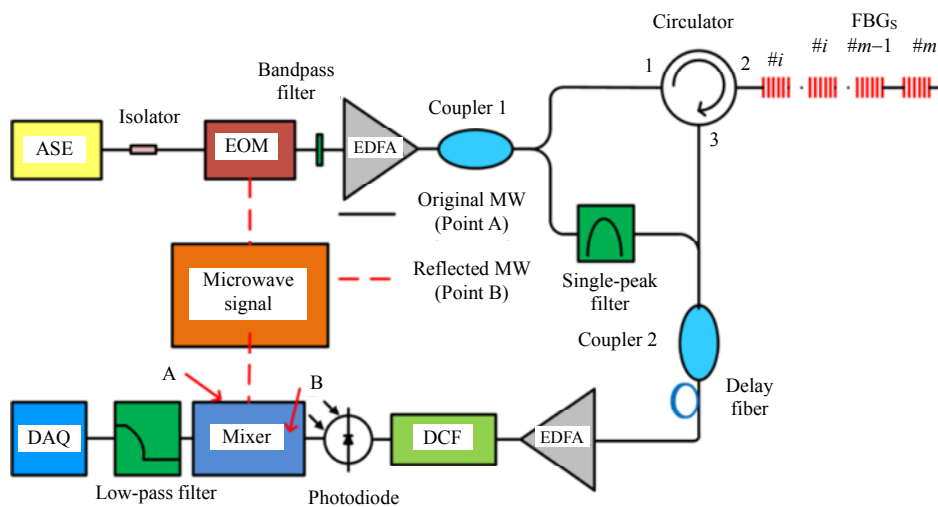 Circulator
FBGs
#i
#i
#m−1
#m
1
2
3
Bandpass
filter
Coupler 1
Isolator
ASE
EOM
EDFA
Original MW
(Point A)
Microwave
signal
Reflected MW
(Point B)
Single-peak
filter
Coupler 2
Delay
fiber
A
B
DAQ
Mixer
DCF
EDFA
Low-pass filter
Photodiode